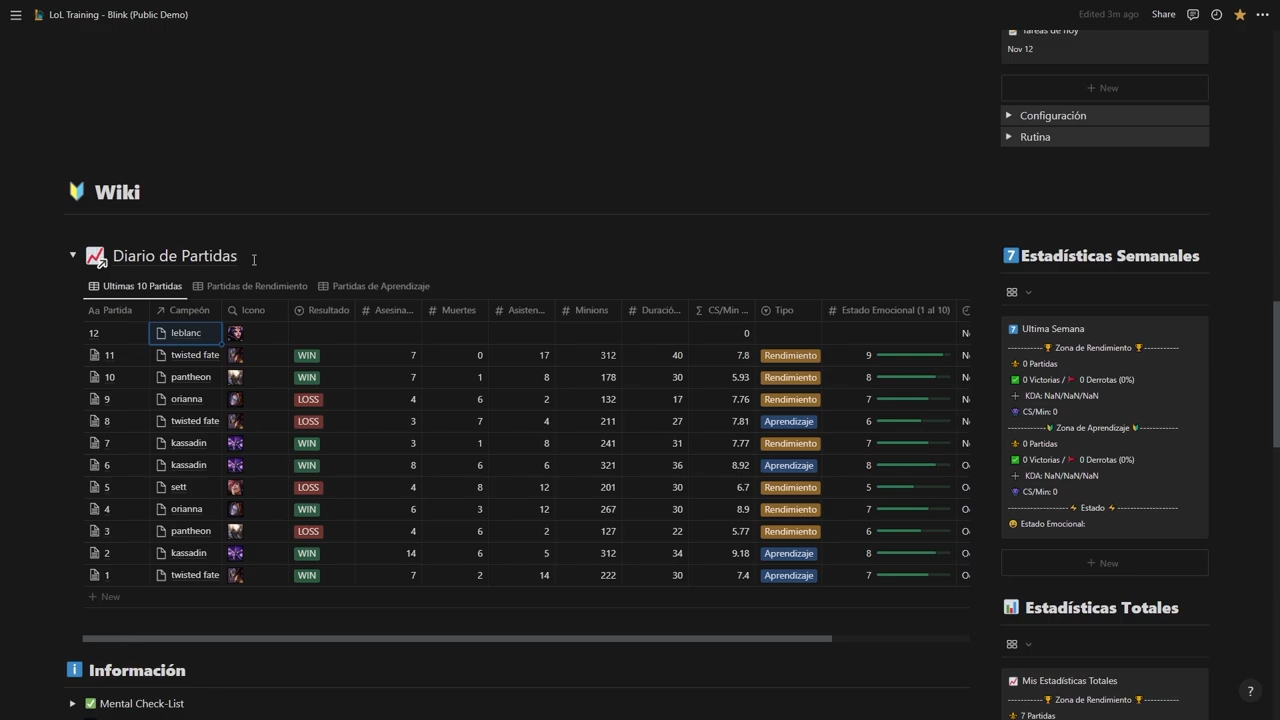 LoL Training - Blink (Public Demo)
Edited 3m ago
Share
Tareas de hoy
Nov 12
+ New
Configuración
Rutina
Wiki
Diario de Partidas
Ultimas 10 Partidas Partidas de Rendimiento Partidas de Aprendizaje
Aa Partida Campeón Icono Resultado # Asesina... # Muertes # Asisten... # Minions # Duració... Σ CS/Min ... Tipo # Estado Emocional (1 al 10)
12 leblanc 0
11 twisted fate WIN 7 0 17 312 40 7.8 Rendimiento 9
10 pantheon WIN 7 1 8 178 30 5.93 Rendimiento 8
9 orianna LOSS 4 6 2 132 17 7.76 Rendimiento 7
8 twisted fate LOSS 3 7 4 211 27 7.81 Aprendizaje 6
7 kassadin WIN 3 1 8 241 31 7.77 Rendimiento 7
6 kassadin WIN 8 6 6 321 36 8.92 Aprendizaje 8
5 sett LOSS 4 8 12 201 30 6.7 Rendimiento 5
4 orianna WIN 6 3 12 267 30 8.9 Rendimiento 7
3 pantheon LOSS 4 6 2 127 22 5.77 Rendimiento 6
2 kassadin WIN 14 6 5 312 34 9.18 Aprendizaje 8
1 twisted fate WIN 7 2 14 222 30 7.4 Aprendizaje 7
+ New
Información
Mental Check-List
7 Estadísticas Semanales
7 Ultima Semana
----------- Zona de Rendimiento -----------
0 Partidas
0 Victorias / 0 Derrotas (0%)
KDA: NaN/NaN/NaN
CS/Min: 0
----------- Zona de Aprendizaje -----------
0 Partidas
0 Victorias / 0 Derrotas (0%)
KDA: NaN/NaN/NaN
CS/Min: 0
------------------- Estado -------------------
Estado Emocional:
+ New
Estadísticas Totales
Mis Estadísticas Totales
----------- Zona de Rendimiento -----------
7 Partidas
?